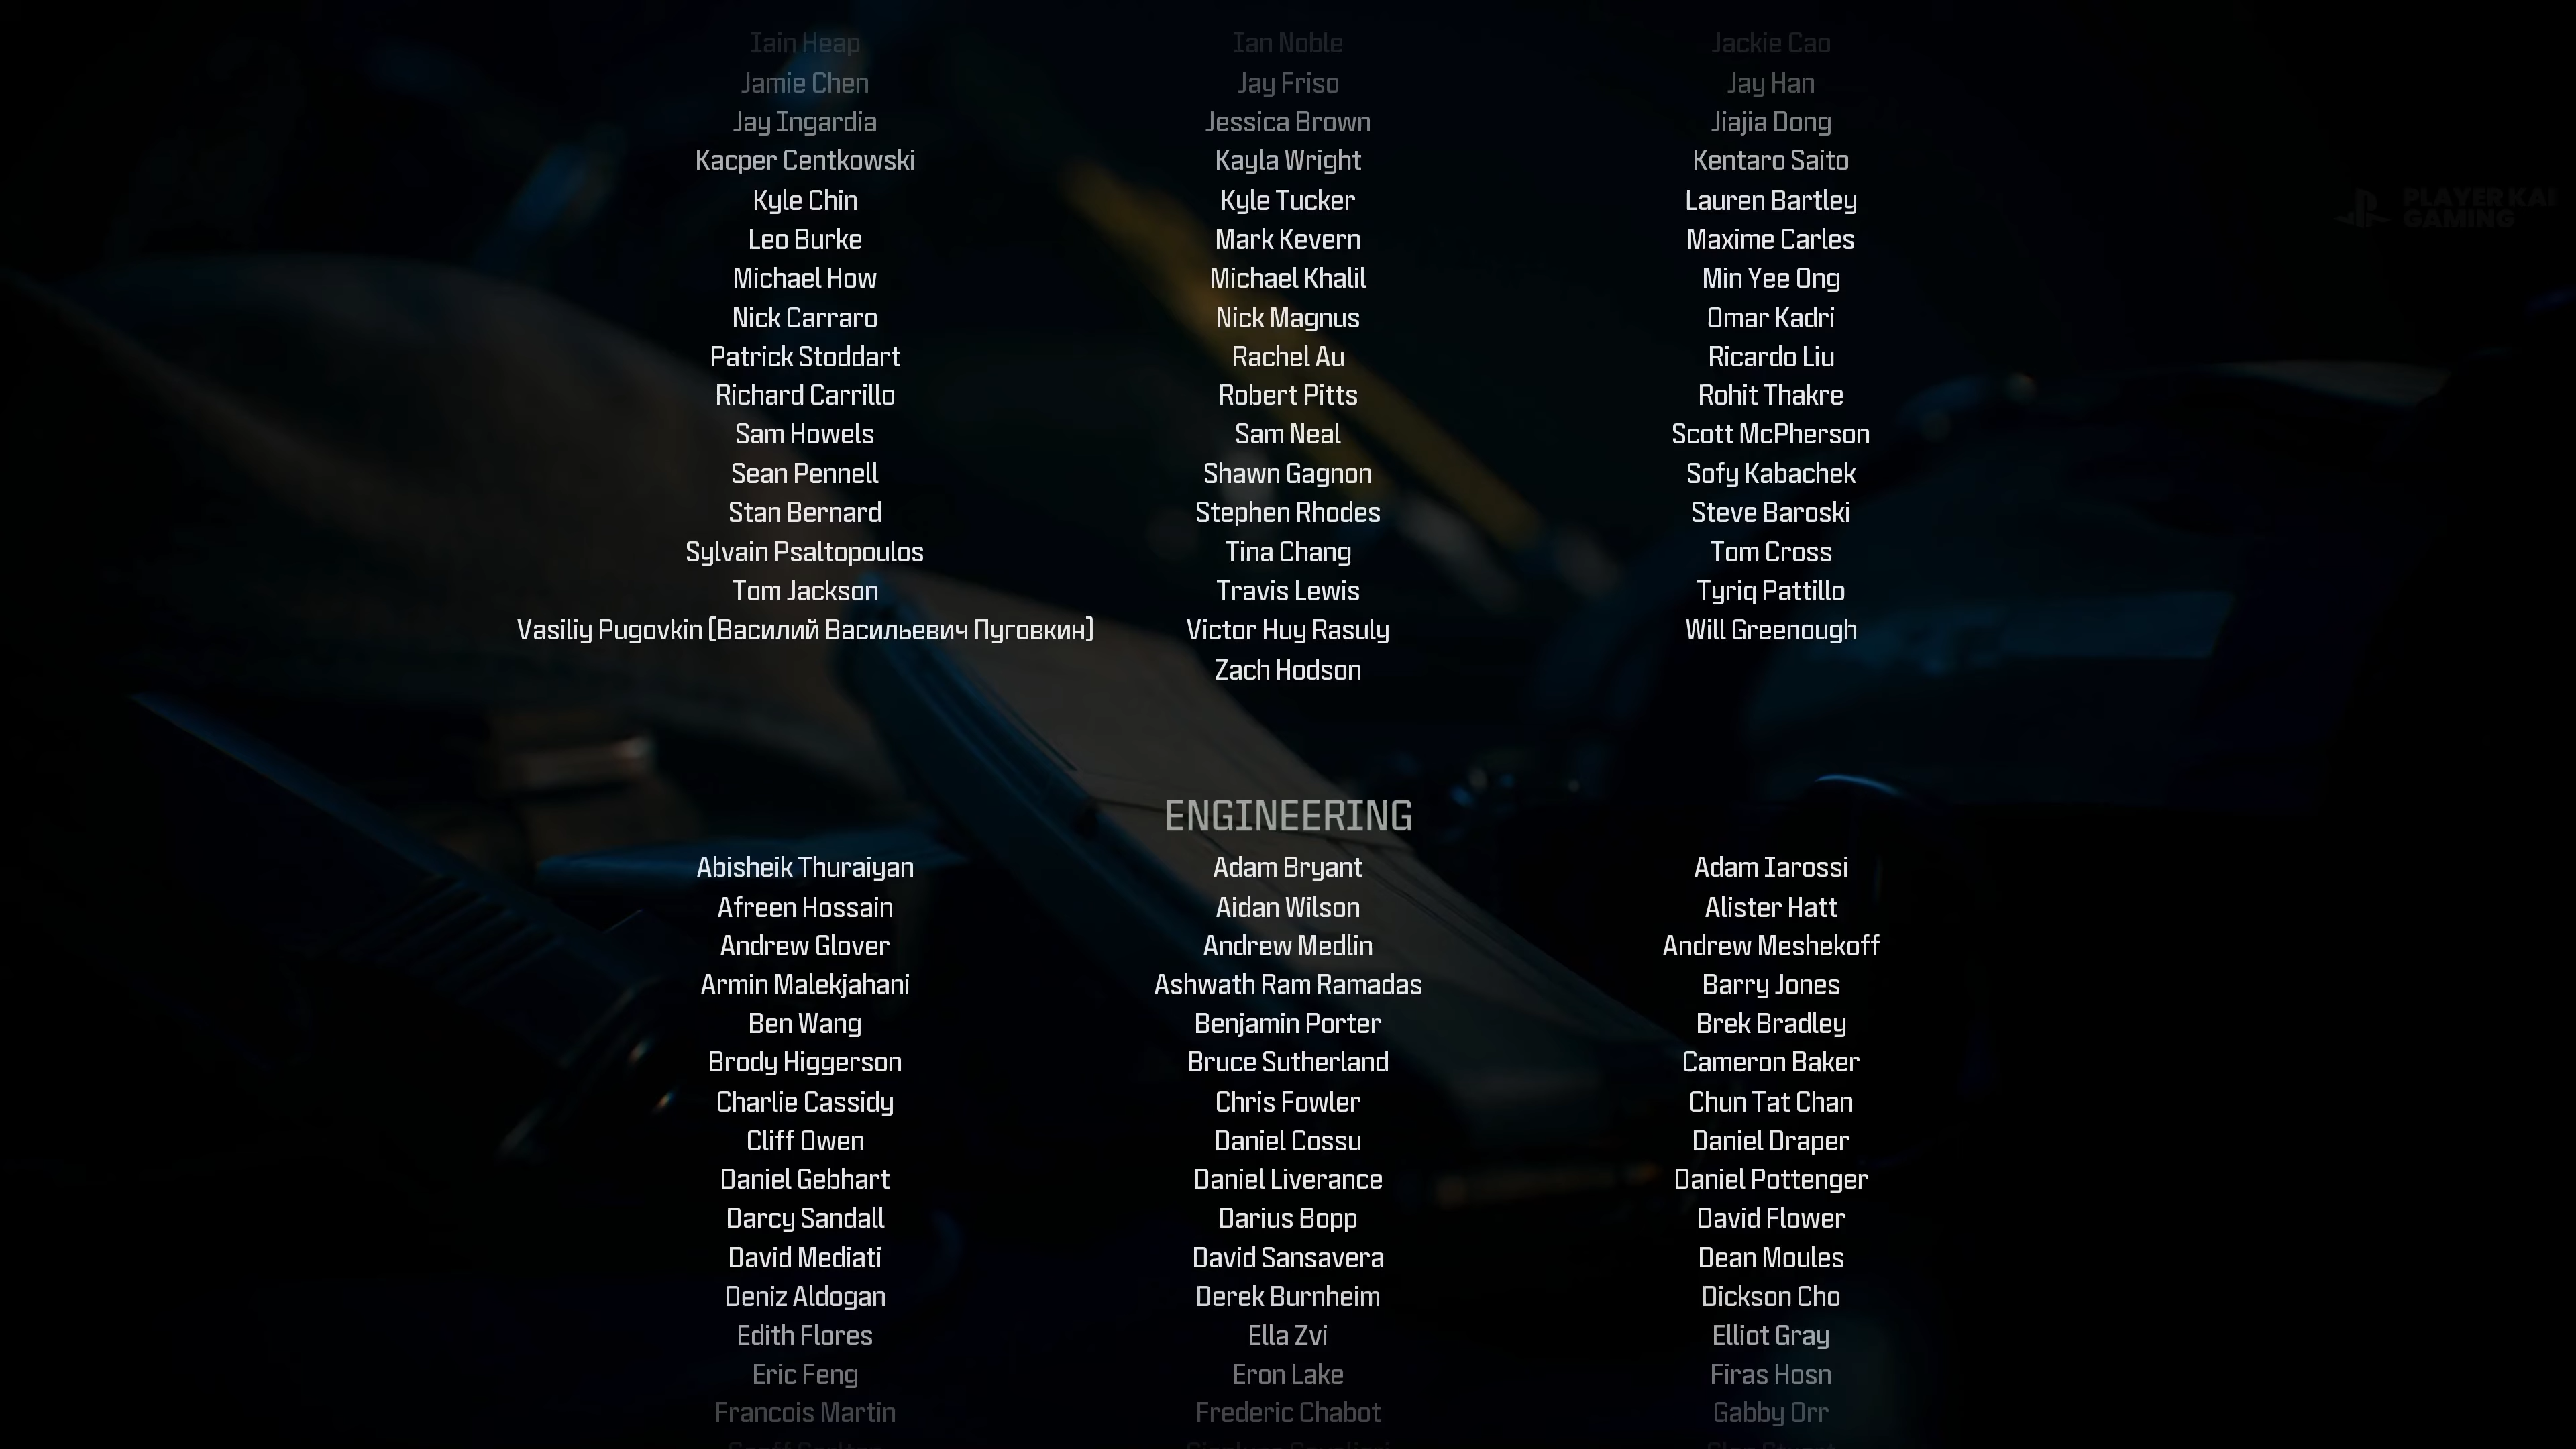 Iain Heap Ian Noble Jackie Cao
Jamie Chen Jay Friso Jay Han
Jay Ingardia Jessica Brown Jiajia Dong
Kacper Centkowski Kayla Wright Kentaro Saito
PLAYER KAI
Kyle Chin Kyle Tucker Lauren Bartley
GAMING
Leo Burke Mark Kevern Maxime Carles
Michael How Michael Khalil Min Yee Ong
Nick Carraro Nick Magnus Omar Kadri
Patrick Stoddart Rachel Au Ricardo Liu
Richard Carrillo Robert Pitts Rohit Thakre
Sam Howels Sam Neal Scott McPherson
Sean Pennell Shawn Gagnon Sofy Kabachek
Stan Bernard Stephen Rhodes Steve Baroski
Sylvain Psaltopoulos Tina Chang Tom Cross
Tom Jackson Travis Lewis Tyriq Pattillo
Vasiliy Pugovkin (Василий Васильевич Пуговкин) Victor Huy Rasuly Will Greenough
Zach Hodson
ENGINEERING
Abisheik Thuraiyan Adam Bryant Adam Iarossi
Afreen Hossain Aidan Wilson Alister Hatt
Andrew Glover Andrew Medlin Andrew Meshekoff
Armin Malekjahani Ashwath Ram Ramadas Barry Jones
Ben Wang Benjamin Porter Brek Bradley
Brody Higgerson Bruce Sutherland Cameron Baker
Charlie Cassidy Chris Fowler Chun Tat Chan
Cliff Owen Daniel Cossu Daniel Draper
Daniel Gebhart Daniel Liverance Daniel Pottenger
Darcy Sandall Darius Bopp David Flower
David Mediati David Sansavera Dean Moules
Deniz Aldogan Derek Burnheim Dickson Cho
Edith Flores Ella Zvi Elliot Gray
Eric Feng Eron Lake Firas Hosn
Francois Martin Frederic Chabot Gabby Orr